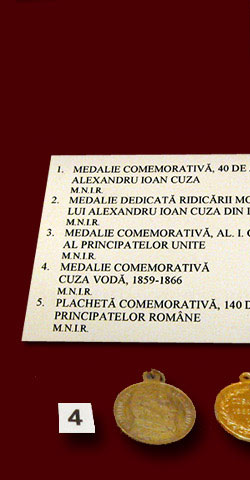 1. MEDALIE COMEMORATIVĂ, 40 DE
ALEXANDRU IOAN CUZA
M.N.I.R.
2. MEDALIE DEDICATĂ RIDICĂRII
LUI ALEXANDRU IOAN CUZA DIN
M.N.I.R.
3. MEDALIE COMEMORATIVĂ, AL. I.
AL PRINCIPATELOR UNITE
M.N.I.R.
4. MEDALIE COMEMORATIVĂ
CUZA VODĂ, 1859-1866
M.N.I.R.
5. PLACHETĂ COMEMORATIVĂ, 140
PRINCIPATELOR ROMÂNE
M.N.I.R.
4